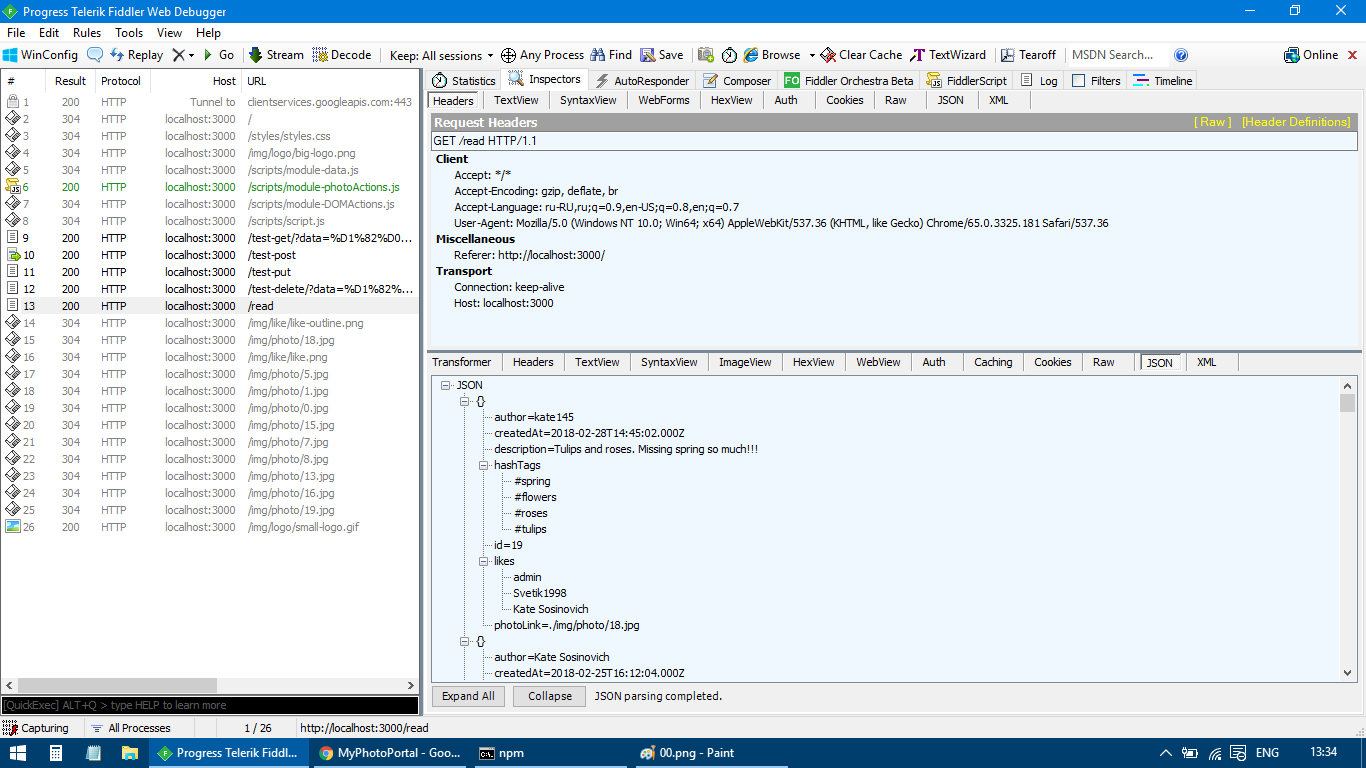 Progress Telerik Fiddler Web Debugger
File Edit Rules Tools View Help
WinConfig Replay Go Stream Decode Keep: All sessions Any Process Find Save Browse Clear Cache TextWizard Tearoff MSDN Search... Online
# Result Protocol Host URL
1 200 HTTP Tunnel to clientservices.googleapis.com:443
2 304 HTTP localhost:3000 /
3 304 HTTP localhost:3000 /styles/styles.css
4 304 HTTP localhost:3000 /img/logo/big-logo.png
5 304 HTTP localhost:3000 /scripts/module-data.js
6 200 HTTP localhost:3000 /scripts/module-photoActions.js
7 304 HTTP localhost:3000 /scripts/module-DOMActions.js
8 304 HTTP localhost:3000 /scripts/script.js
9 200 HTTP localhost:3000 /test-get/?data=%D1%82%D0...
10 200 HTTP localhost:3000 /test-post
11 200 HTTP localhost:3000 /test-put
12 200 HTTP localhost:3000 /test-delete/?data=%D1%82%...
13 200 HTTP localhost:3000 /read
14 304 HTTP localhost:3000 /img/like/like-outline.png
15 304 HTTP localhost:3000 /img/photo/18.jpg
16 304 HTTP localhost:3000 /img/like/like.png
17 304 HTTP localhost:3000 /img/photo/5.jpg
18 304 HTTP localhost:3000 /img/photo/1.jpg
19 304 HTTP localhost:3000 /img/photo/0.jpg
20 304 HTTP localhost:3000 /img/photo/15.jpg
21 304 HTTP localhost:3000 /img/photo/7.jpg
22 304 HTTP localhost:3000 /img/photo/8.jpg
23 304 HTTP localhost:3000 /img/photo/13.jpg
24 304 HTTP localhost:3000 /img/photo/16.jpg
25 304 HTTP localhost:3000 /img/photo/19.jpg
26 200 HTTP localhost:3000 /img/logo/small-logo.gif
[QuickExec] ALT+Q > type HELP to learn more
Statistics Inspectors AutoResponder Composer FO Fiddler Orchestra Beta FiddlerScript Log Filters Timeline
Headers TextView SyntaxView WebForms HexView Auth Cookies Raw JSON XML
Request Headers [ Raw ] [Header Definitions]
GET /read HTTP/1.1
Client
Accept: */*
Accept-Encoding: gzip, deflate, br
Accept-Language: ru-RU,ru;q=0.9,en-US;q=0.8,en;q=0.7
User-Agent: Mozilla/5.0 (Windows NT 10.0; Win64; x64) AppleWebKit/537.36 (KHTML, like Gecko) Chrome/65.0.3325.181 Safari/537.36
Miscellaneous
Referer: http://localhost:3000/
Transport
Connection: keep-alive
Host: localhost:3000
Transformer Headers TextView SyntaxView ImageView HexView WebView Auth Caching Cookies Raw JSON XML
JSON
{}
author=kate145
createdAt=2018-02-28T14:45:02.000Z
description=Tulips and roses. Missing spring so much!!!
hashTags
#spring
#flowers
#roses
#tulips
id=19
likes
admin
Svetik1998
Kate Sosinovich
photoLink=./img/photo/18.jpg
{}
author=Kate Sosinovich
createdAt=2018-02-25T16:12:04.000Z
Expand All Collapse JSON parsing completed.
Capturing All Processes 1 / 26 http://localhost:3000/read
Progress Telerik Fiddl... MyPhotoPortal - Goo... npm 00.png - Paint ENG 13:34